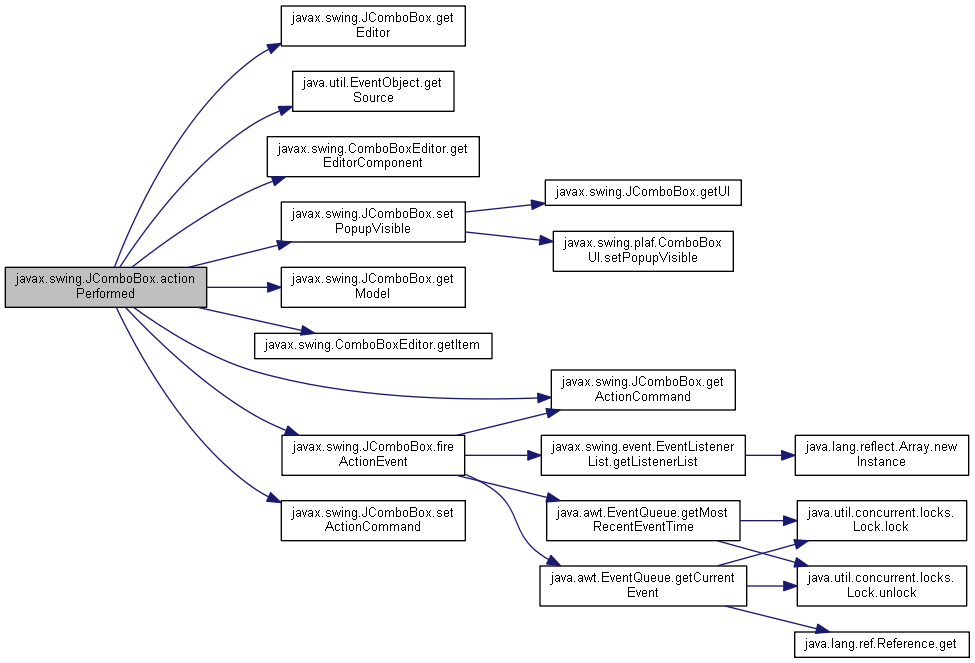 javax.swing.JComboBox.get
Editor
java.util.EventObject.get
Source
javax.swing.ComboBoxEditor.get
EditorComponent
javax.swing.JComboBox.set
PopupVisible
javax.swing.JComboBox.getUI
javax.swing.plaf.ComboBox
UI.setPopupVisible
javax.swing.JComboBox.action
Performed
javax.swing.JComboBox.get
Model
javax.swing.ComboBoxEditor.getItem
javax.swing.JComboBox.get
ActionCommand
javax.swing.JComboBox.fire
ActionEvent
javax.swing.event.EventListener
List.getListenerList
java.lang.reflect.Array.new
Instance
javax.swing.JComboBox.set
ActionCommand
java.awt.EventQueue.getMost
RecentEventTime
java.util.concurrent.locks.
Lock.lock
java.awt.EventQueue.getCurrent
Event
java.util.concurrent.locks.
Lock.unlock
java.lang.ref.Reference.get